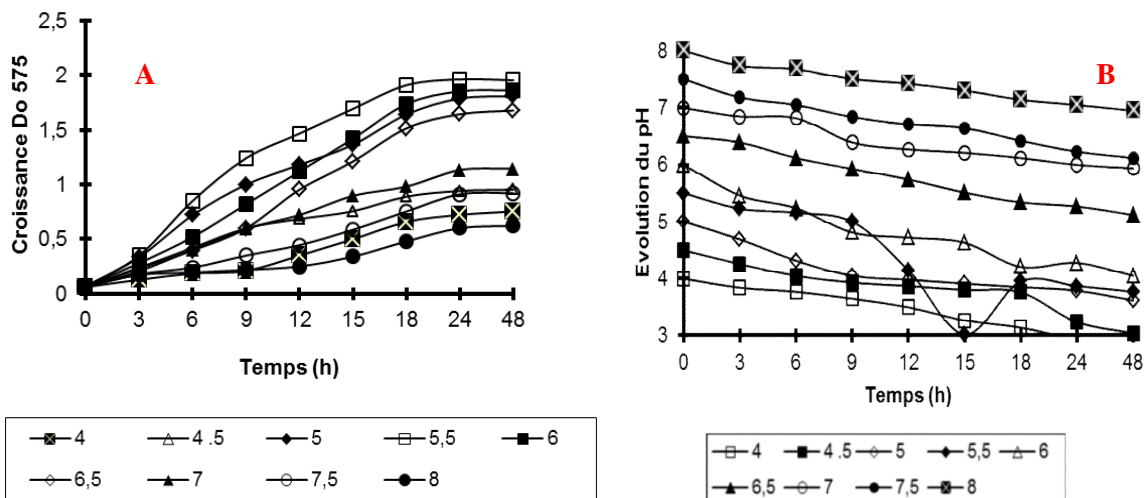 A
Croissance Do 575
2,5
2
1,5
1
0,5
0
0 3 6 9 12 15 18 24 48
Temps (h)
4 4 .5 5 5,5 6
6,5 7 7,5 8
B
Evolution du pH
8
7
6
5
4
3
0 3 6 9 12 15 18 24 48
Temps (h)
4 4 .5 5 5,5 6
6,5 7 7,5 8